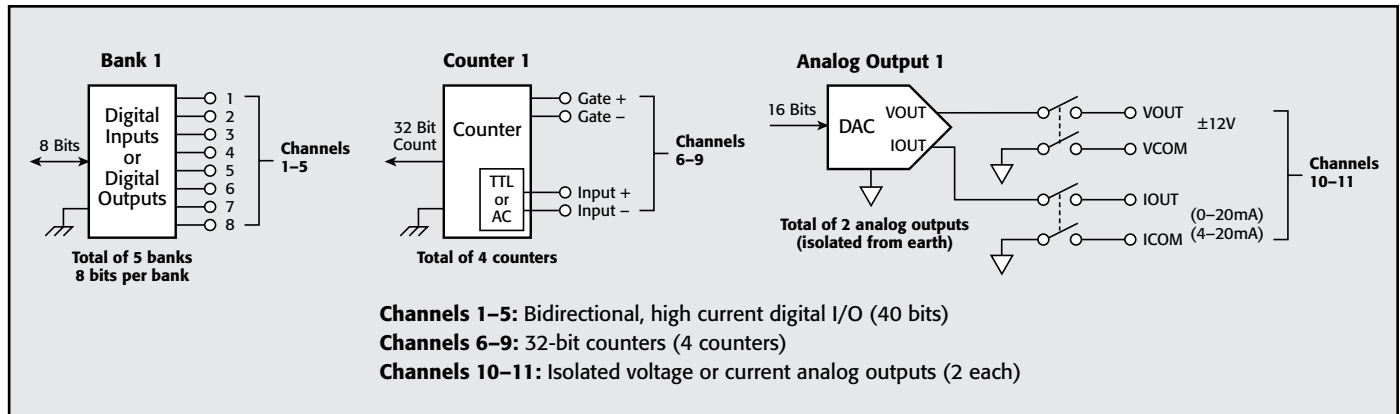 Bank 1
8 Bits
Digital
Inputs
or
Digital
Outputs
1
2
3
4
5
6
7
8
Channels
1–5
Total of 5 banks
8 bits per bank
Counter 1
32 Bit
Count
Counter
TTL
or
AC
Gate +
Gate –
Input +
Input –
Channels
6–9
Total of 4 counters
Analog Output 1
16 Bits
DAC
VOUT
IOUT
VOUT
±12V
VCOM
IOUT
(0–20mA)
ICOM
(4–20mA)
Channels
10–11
Total of 2 analog outputs
(isolated from earth)
Channels 1–5: Bidirectional, high current digital I/O (40 bits)
Channels 6–9: 32-bit counters (4 counters)
Channels 10–11: Isolated voltage or current analog outputs (2 each)